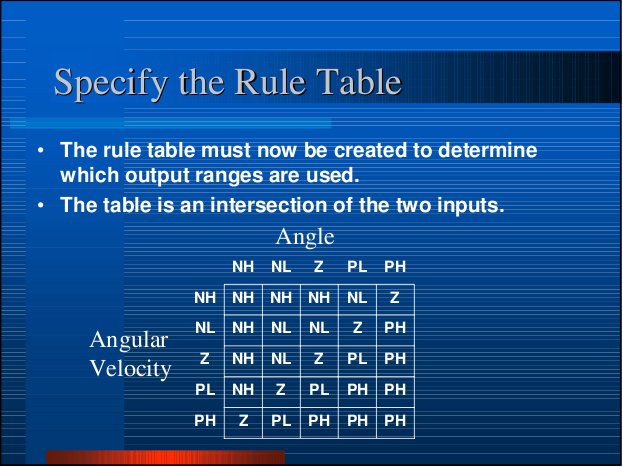 Specify the Rule Table
• The rule table must now be created to determine
which output ranges are used.
• The table is an intersection of the two inputs.
Angle
NH NL Z PL PH
NH NH NH NH NL Z
NL NH NL NL Z PH
Angular
Velocity
Z NH NL Z PL PH
PL NH Z PL PH PH
PH Z PL PH PH PH